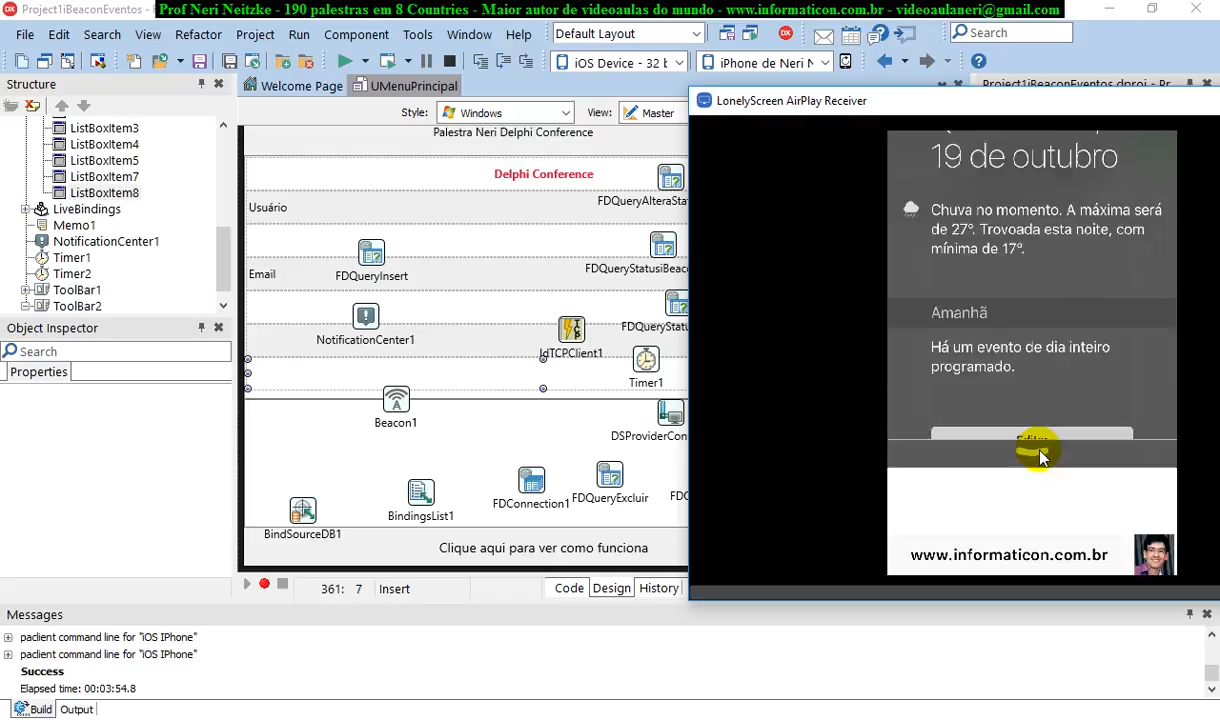 Project1iBeaconEventos -
Prof Neri Neitzke - 190 palestras em 8 Countries - Maior autor de videoaulas do mundo - www.informaticon.com.br - videoaulaneri@gmail.com
File Edit Search View Refactor Project Run Component Tools Window Help
Default Layout
Search
iOS Device - 32 b
iPhone de Neri N
Structure
Welcome Page
UMenuPrincipal
Project1iBeaconEventos.dproj - Pr
ListBoxItem3
ListBoxItem4
ListBoxItem5
ListBoxItem7
ListBoxItem8
LiveBindings
Memo1
NotificationCenter1
Timer1
Timer2
ToolBar1
ToolBar2
Object Inspector
Search
Properties
Style: Windows View: Master
Palestra Neri Delphi Conference
Delphi Conference
FDQueryAlteraStat
Usuário
FDQueryInsert
FDQueryStatusiBeaco
Email
NotificationCenter1
FDQueryStatu
IdTCPClient1
Timer1
Beacon1
DSProviderCon
FDConnection1
FDQueryExcluir
BindingsList1
BindSourceDB1
Clique aqui para ver como funciona
361: 7 Insert
Code Design History
LonelyScreen AirPlay Receiver
19 de outubro
Chuva no momento. A máxima será
de 27º. Trovoada esta noite, com
mínima de 17º.
Amanhã
Há um evento de dia inteiro
programado.
www.informaticon.com.br
Messages
paclient command line for "iOS IPhone"
paclient command line for "iOS IPhone"
Success
Elapsed time: 00:03:54.8
Build Output